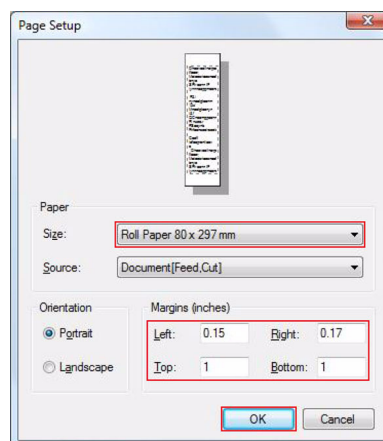 Page Setup
Paper
Size: Roll Paper 80 x 297 mm
Source: Document[Feed,Cut]
Orientation Margins (inches)
Portrait Left: 0.15 Right: 0.17
Landscape Top: 1 Bottom: 1
OK Cancel